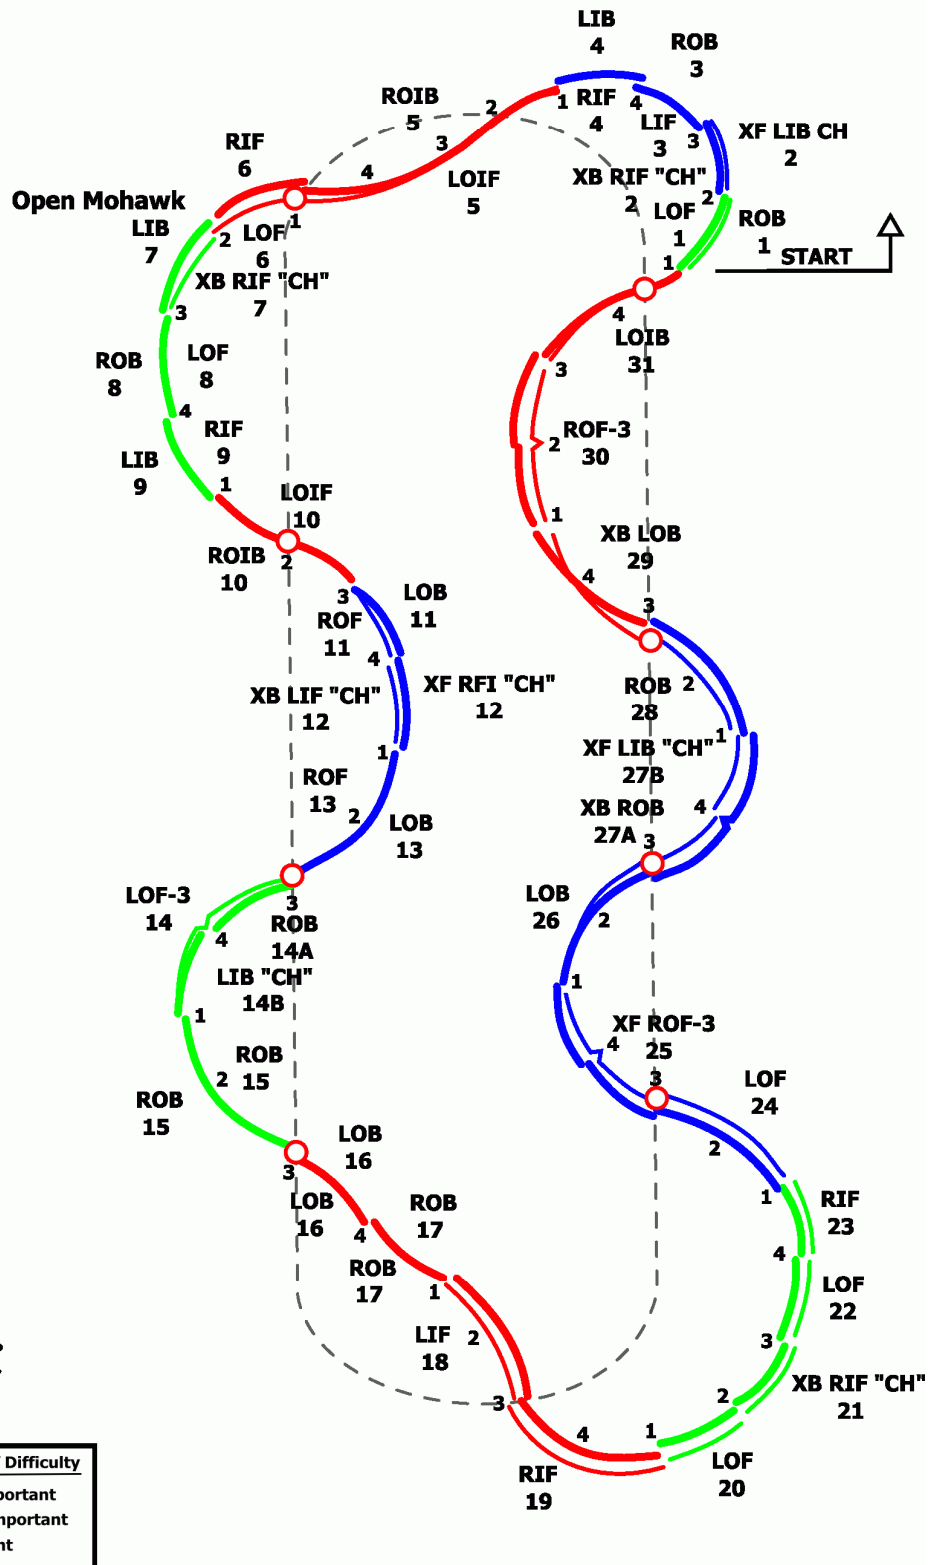 LIB
4
ROB
3
RIF
4
LIF
3
XF LIB CH
2
XB RIF "CH"
2
LOF
1
ROB
1
START
1
4
3
2
1
ROIB
5
LOIF
5
2
3
4
RIF
6
Open Mohawk
1
LOF
6
2
LIB
7
XB RIF "CH"
7
3
ROB
8
LOF
8
4
RIF
9
LIB
9
1
LOIF
10
ROIB
10
2
3
LOB
11
ROF
11
4
XF RFI "CH"
12
XB LIF "CH"
12
1
ROF
13
2
LOB
13
LOF-3
14
3
ROB
14A
4
LIB "CH"
14B
1
ROB
15
2
ROB
15
LOB
16
3
LOB
16
4
ROB
17
ROB
17
1
LIF
18
2
3
RIF
19
4
1
LOF
20
2
XB RIF "CH"
21
3
LOF
22
4
RIF
23
1
LOF
24
2
3
XF ROF-3
25
4
1
LOB
26
2
3
XB ROB
27A
4
XF LIB "CH"
27B
1
ROB
28
2
3
XB LOB
29
4
1
ROF-3
30
2
3
LOIB
31
4
Difficulty
portant
mportant
nt